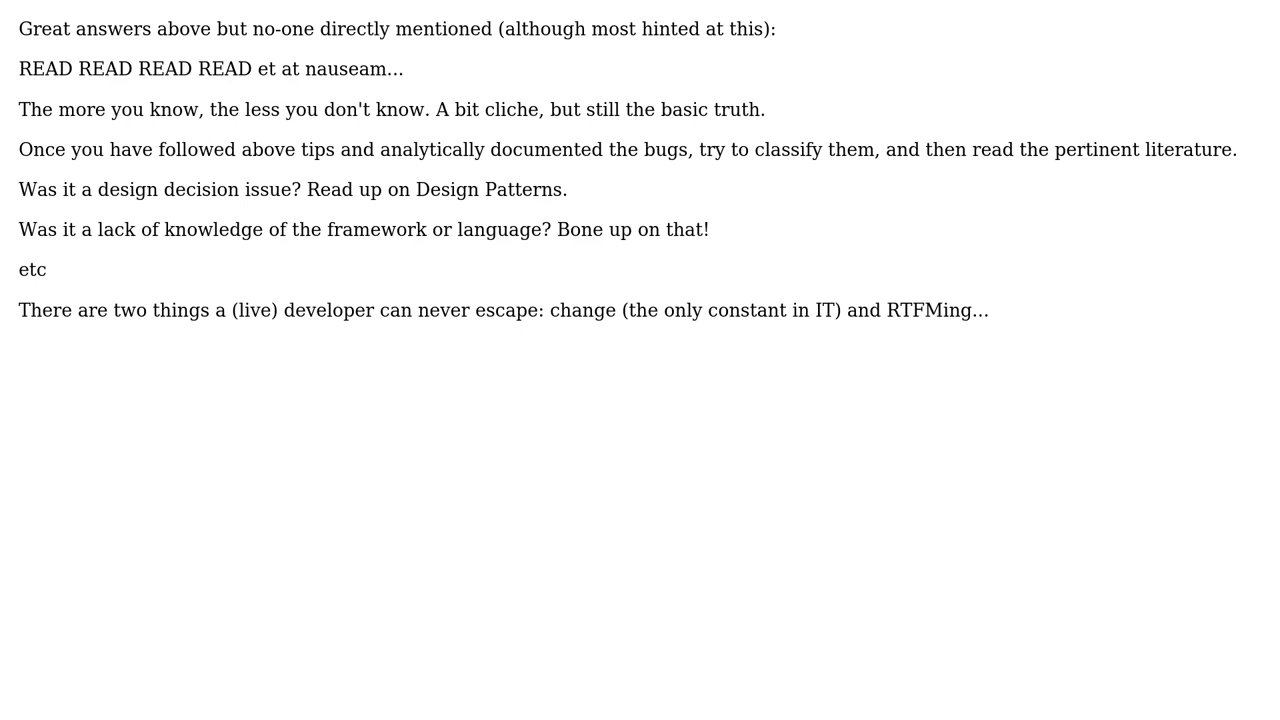 Great answers above but no-one directly mentioned (although most hinted at this):
READ READ READ READ et at nauseam...
The more you know, the less you don't know. A bit cliche, but still the basic truth.
Once you have followed above tips and analytically documented the bugs, try to classify them, and then read the pertinent literature.
Was it a design decision issue? Read up on Design Patterns.
Was it a lack of knowledge of the framework or language? Bone up on that!
etc
There are two things a (live) developer can never escape: change (the only constant in IT) and RTFMing...